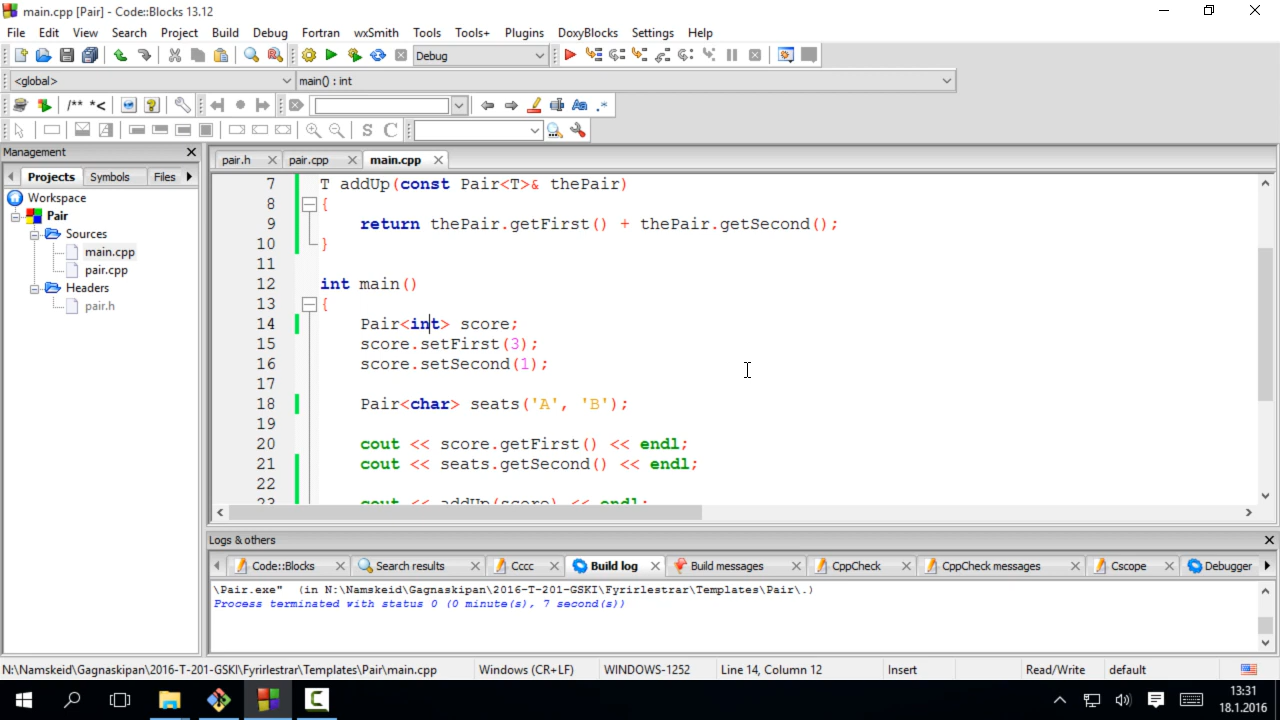 main.cpp [Pair] - Code::Blocks 13.12
File Edit View Search Project Build Debug Fortran wxSmith Tools Tools+ Plugins DoxyBlocks Settings Help
Debug
<global> main() : int
/** *< Aa .*
S C
Management
Projects Symbols Files
Workspace
Pair
Sources
main.cpp
pair.cpp
Headers
pair.h
pair.h pair.cpp main.cpp
7 T addUp(const Pair<T>& thePair)
8 {
9 return thePair.getFirst() + thePair.getSecond();
10 }
11
12 int main()
13 {
14 Pair<int> score;
15 score.setFirst(3);
16 score.setSecond(1);
17
18 Pair<char> seats('A', 'B');
19
20 cout << score.getFirst() << endl;
21 cout << seats.getSecond() << endl;
22
23 cout << addUp(score) << endl;
Logs & others
Code::Blocks Search results Cccc Build log Build messages CppCheck CppCheck messages Cscope Debugger
\Pair.exe" (in N:\Namskeid\Gagnaskipan\2016-T-201-GSKI\Fyrirlestrar\Templates\Pair\.)
Process terminated with status 0 (0 minute(s), 7 second(s))
N:\Namskeid\Gagnaskipan\2016-T-201-GSKI\Fyrirlestrar\Templates\Pair\main.cpp Windows (CR+LF) WINDOWS-1252 Line 14, Column 12 Insert Read/Write default
13:31
18.1.2016